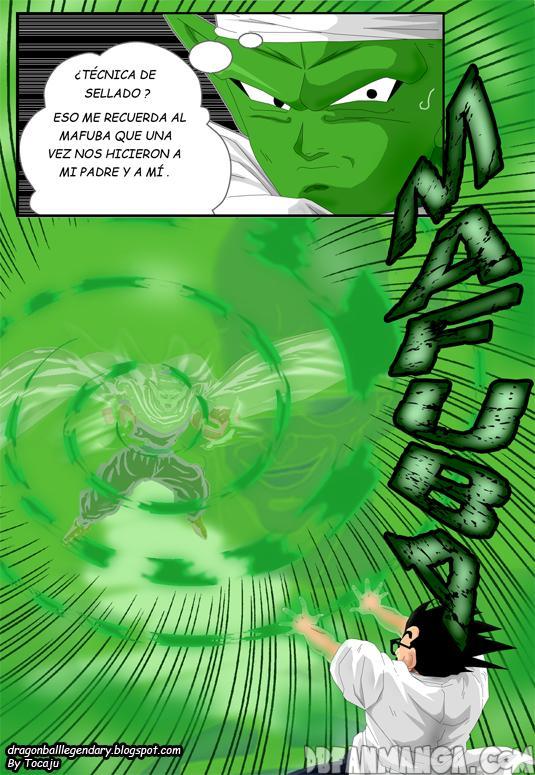 ¿TÉCNICA DE
SELLADO ?
ESO ME RECUERDA AL
MAFUBA QUE UNA
VEZ NOS HICIERON A
MI PADRE Y A MÍ .
MAFUBA
dragonballlegendary.blogspot.com
By Tocaju
DBFANMANGA.COM